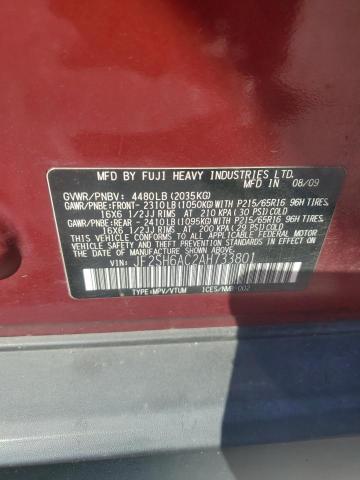 MFD BY FUJI HEAVY INDUSTRIES LTD.
MFD IN 08/09
GVWR/PNBV: 4480LB (2035KG)
GAWR/PNBE:FRONT- 2310LB(1050KG)WITH P215/65R16 96H TIRES,
16X6 1/2JJ RIMS AT 210 KPA(30 PSI)COLD
GAWR/PNBE:REAR - 2410LB(1095KG)WITH P215/65R16 96H TIRES,
16X6 1/2JJ RIMS AT 200 KPA(29 PSI)COLD
THIS VEHICLE CONFORMS TO ALL APPLICABLE FEDERAL MOTOR
VEHICLE SAFETY AND BUMPER STANDARDS IN EFFECT ON THE
DATE OF MANUFACTURE SHOWN ABOVE.
VIN: JF2SH6AC2AH733801
TYPE:MPV/VTUM ICES/NMB-002